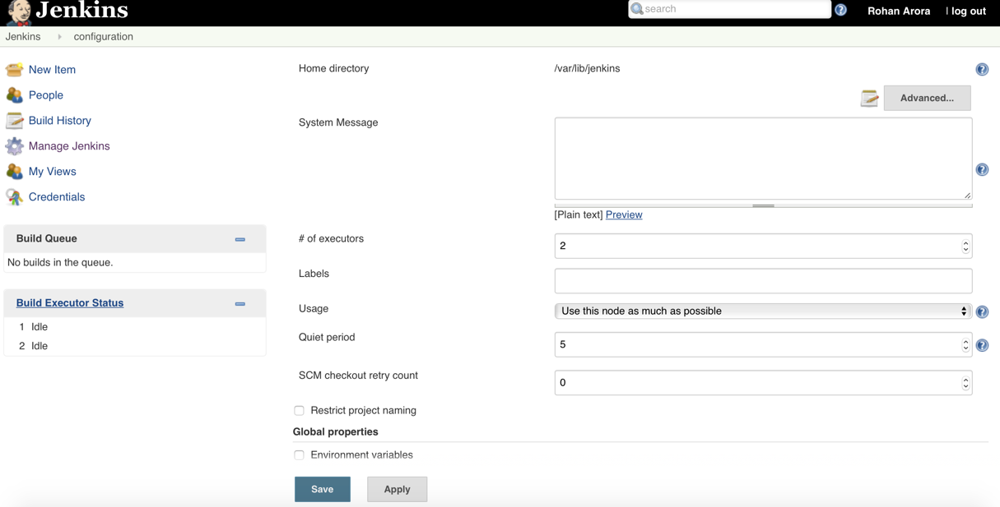 Jenkins
search
Rohan Arora | log out
Jenkins configuration
New Item
People
Build History
Manage Jenkins
My Views
Credentials
Build Queue
No builds in the queue.
Build Executor Status
1 Idle
2 Idle
Home directory /var/lib/jenkins
Advanced...
System Message
[Plain text] Preview
# of executors 2
Labels
Usage Use this node as much as possible
Quiet period 5
SCM checkout retry count 0
Restrict project naming
Global properties
Environment variables
Save Apply